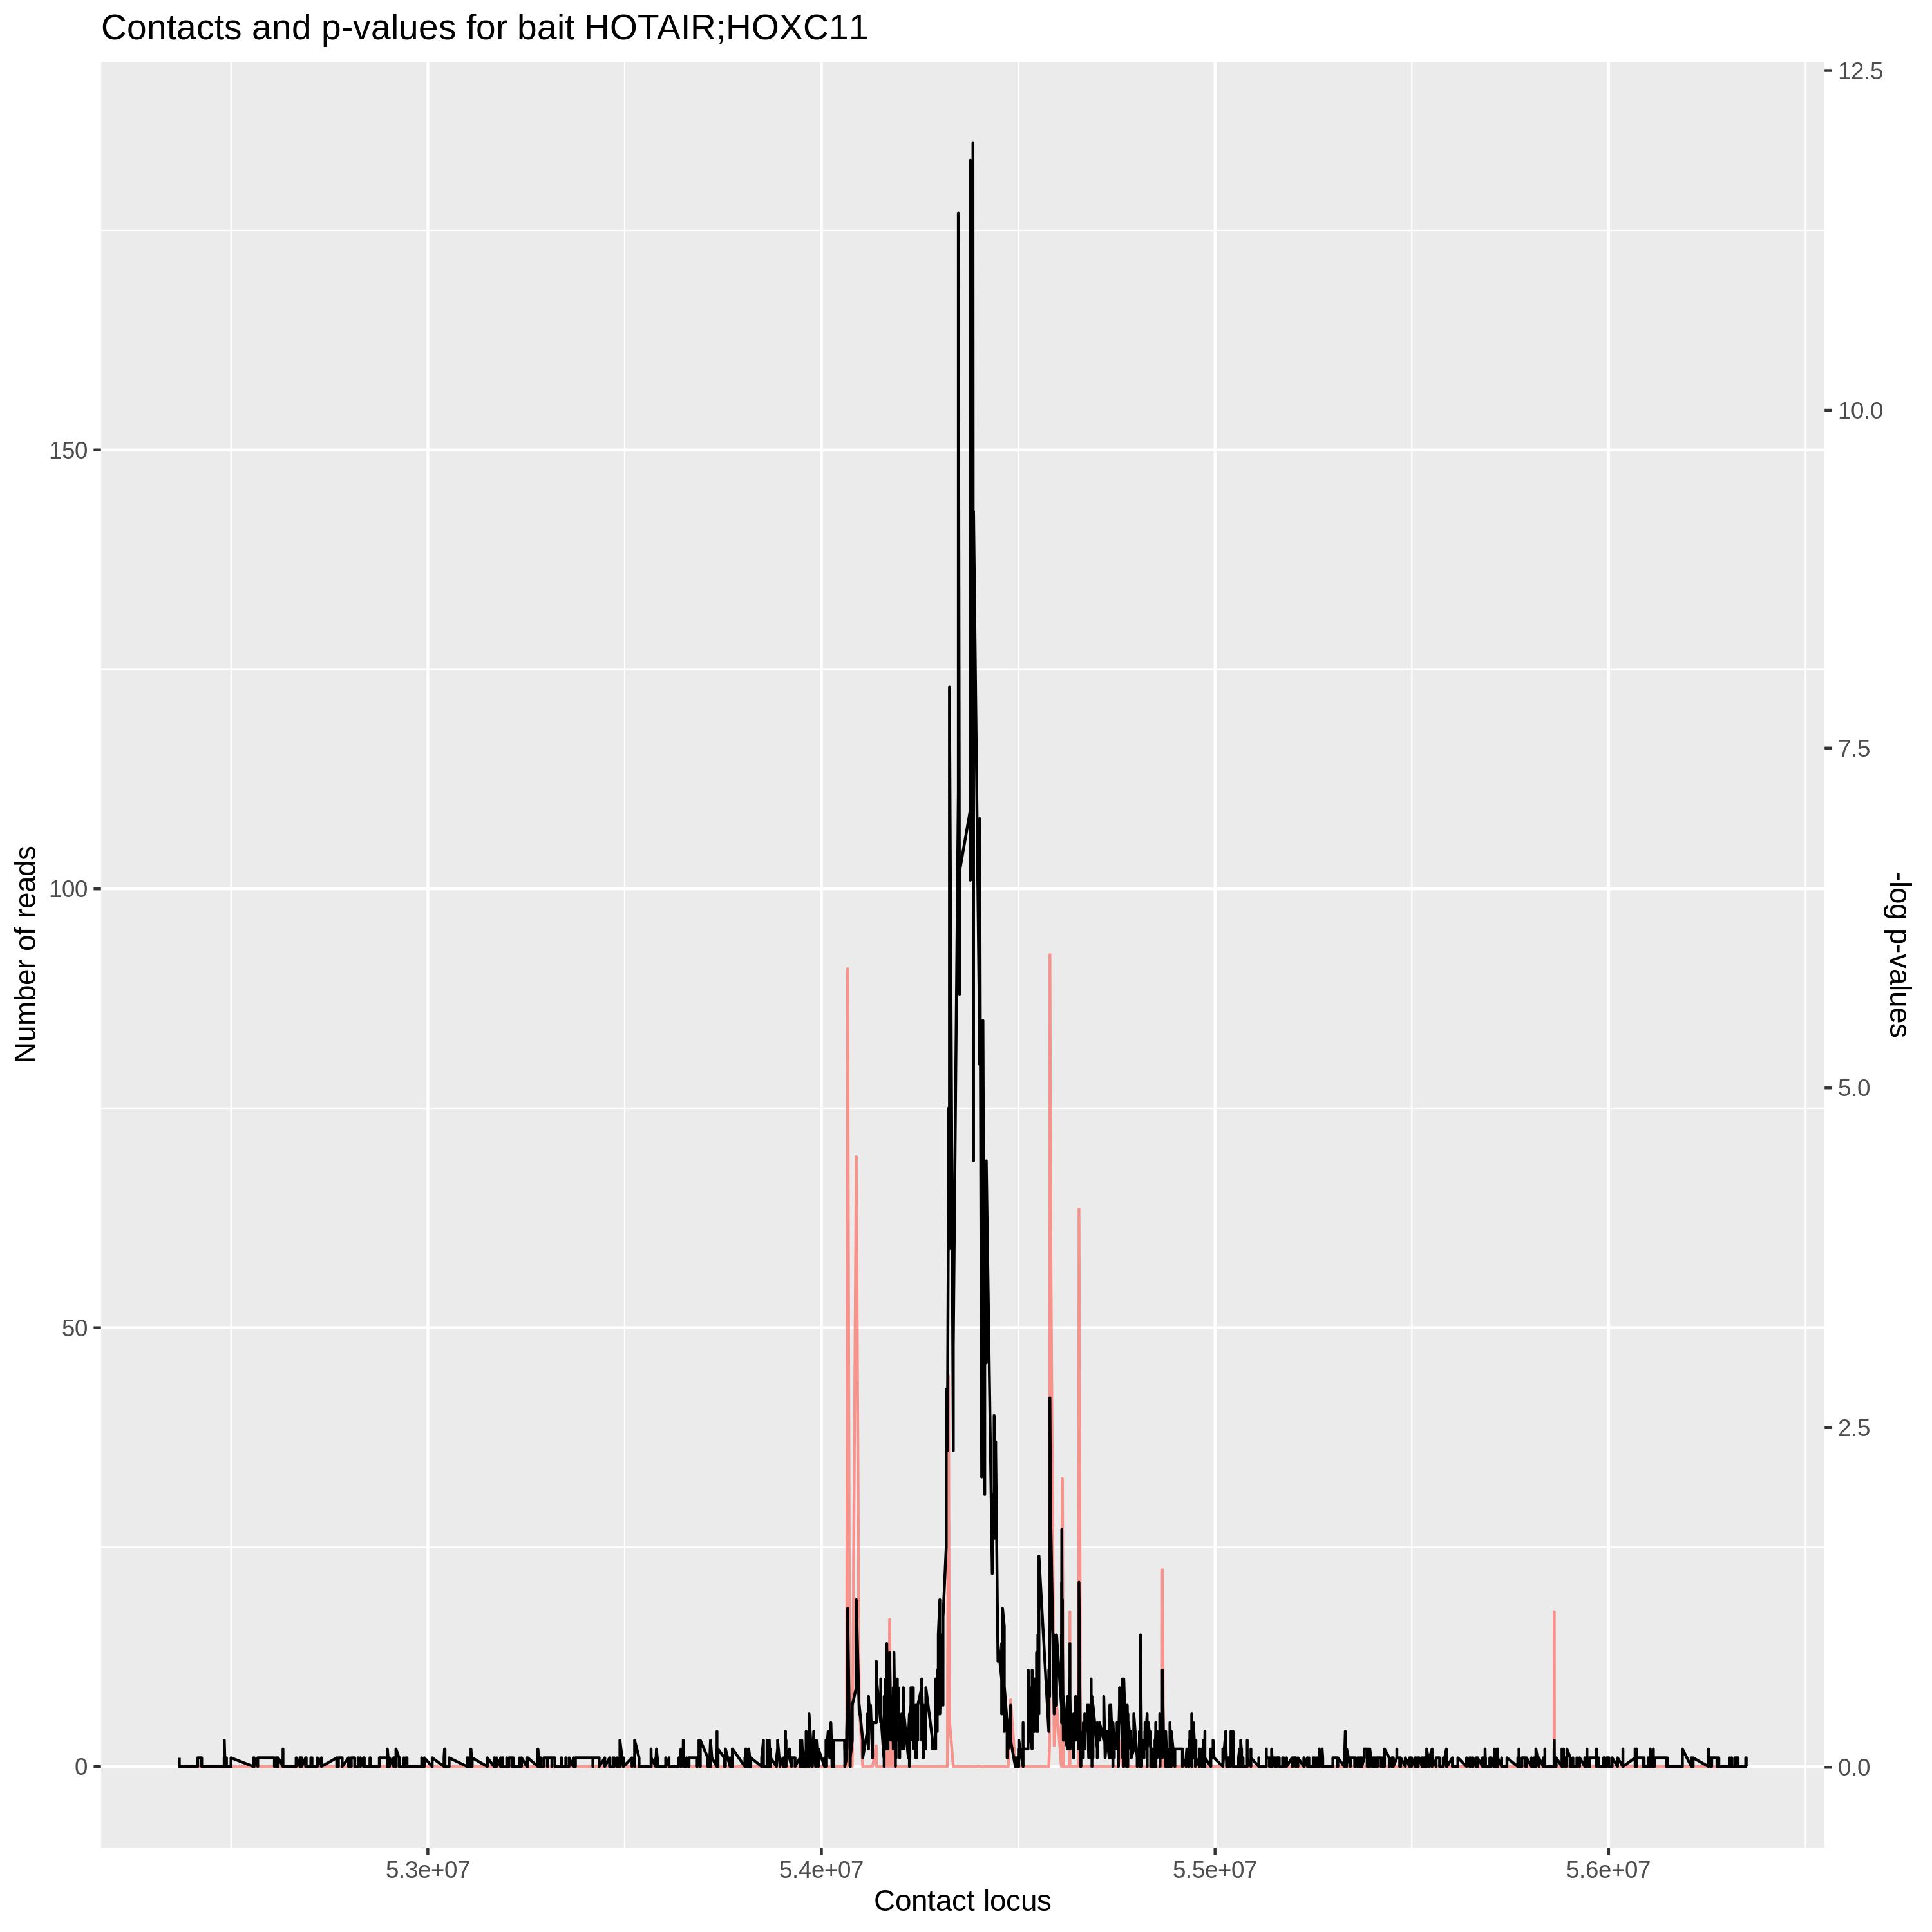 Contacts and p-values for bait HOTAIR;HOXC11
12.5
10.0
150
7.5
Number of reads
100
-log p-values
5.0
50
2.5
0
0.0
5.3e+07
5.4e+07
5.5e+07
5.6e+07
Contact locus